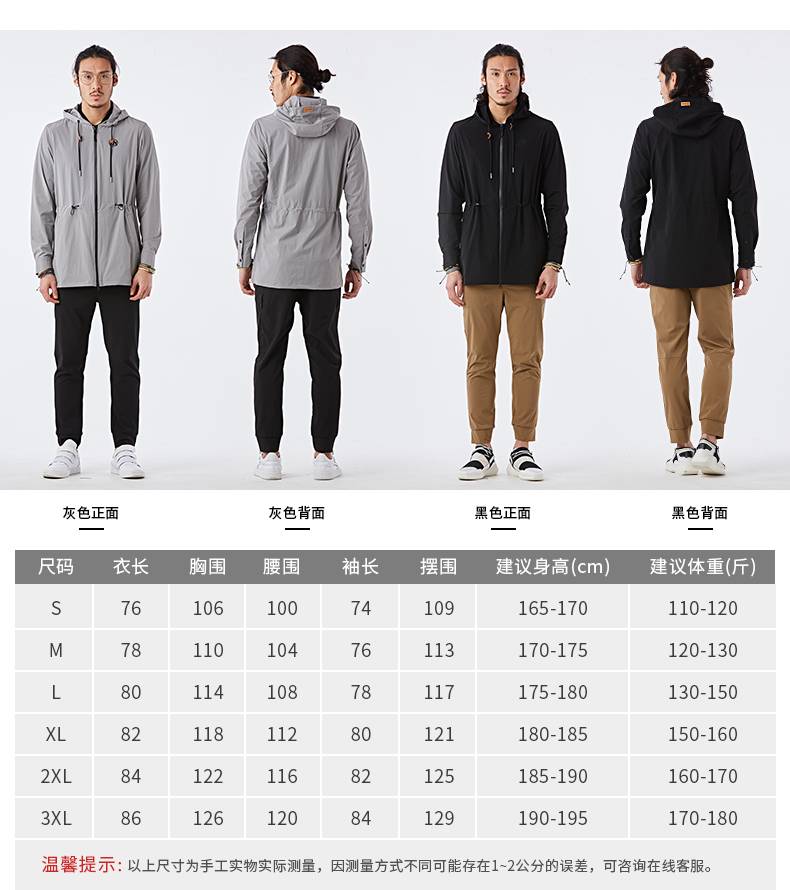 灰色正面 灰色背面 黑色正面 黑色背面
尺码 衣长 胸围 腰围 袖长 摆围 建议身高(cm) 建议体重(斤)
S 76 106 100 74 109 165-170 110-120
M 78 110 104 76 113 170-175 120-130
L 80 114 108 78 117 175-180 130-150
XL 82 118 112 80 121 180-185 150-160
2XL 84 122 116 82 125 185-190 160-170
3XL 86 126 120 84 129 190-195 170-180
温馨提示: 以上尺寸为手工实物实际测量，因测量方式不同可能存在1~2公分的误差，可咨询在线客服。